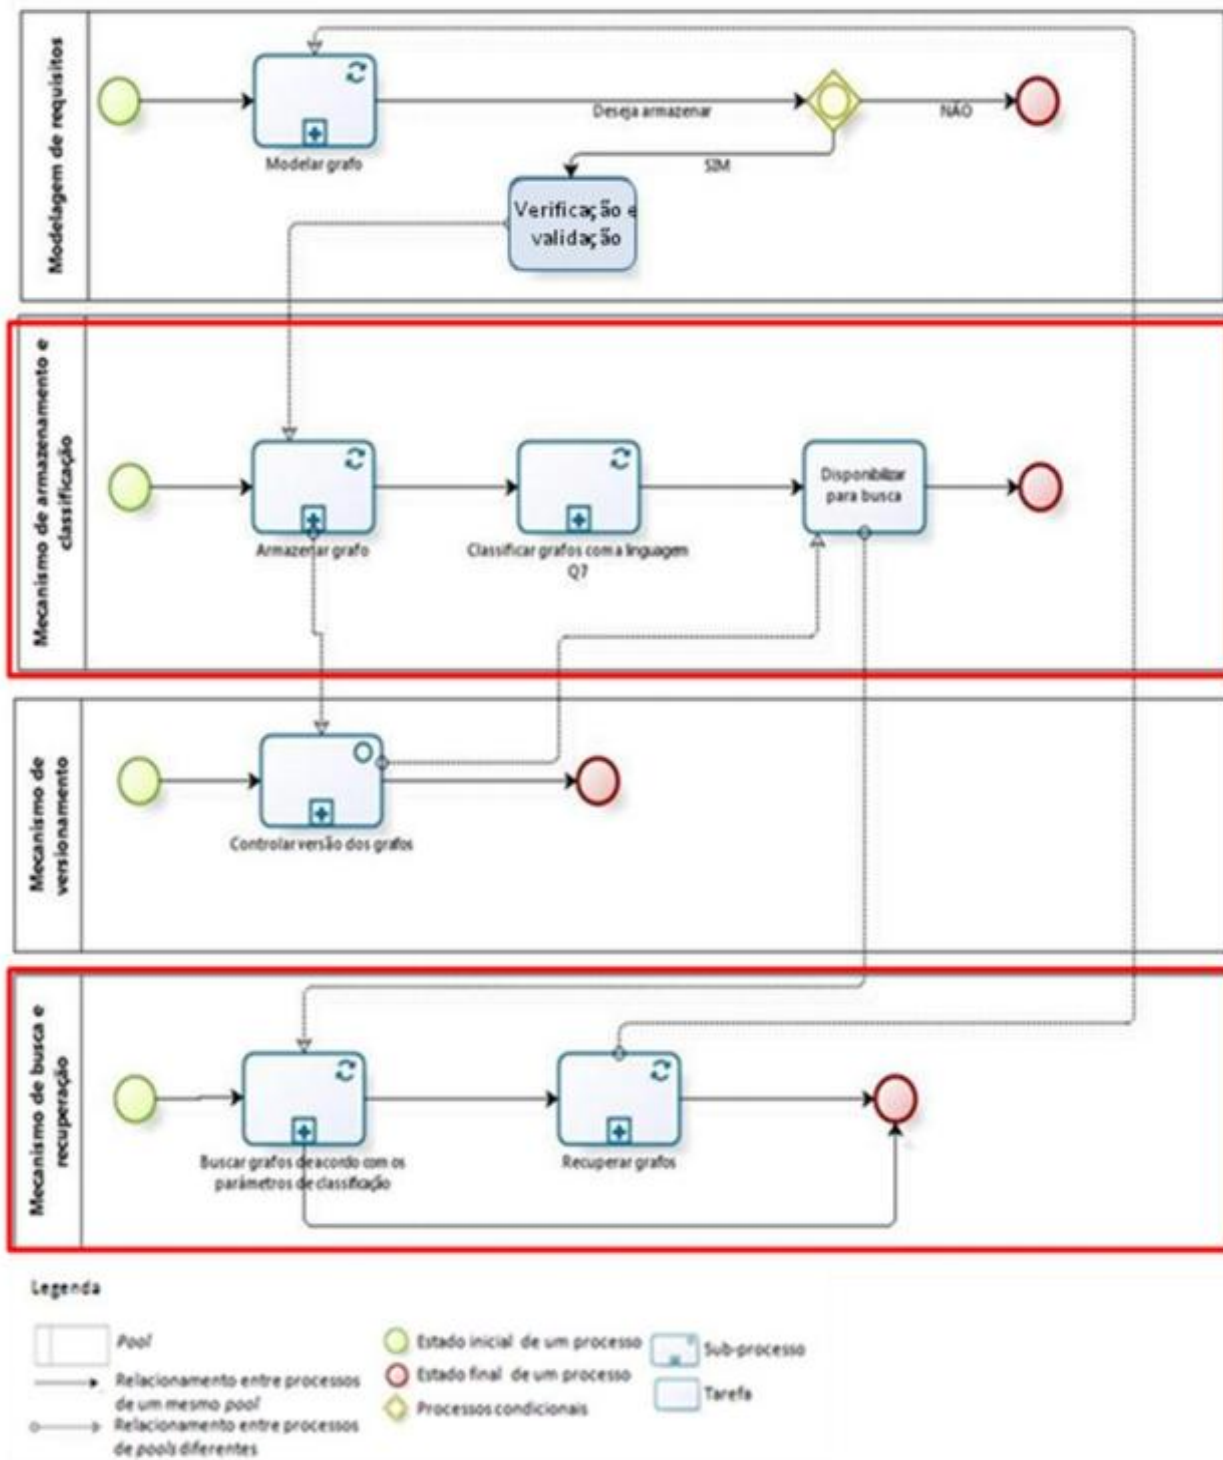 Modelagem de requisitos
Modelar grafo
Deseja armazenar
NÃO
SIM
Verificação e
validação
Mecanismo de armazenamento e
classificação
Armazenar grafo
Classificar grafos com a linguagem
Q7
Disponibilizar
para busca
Mecanismo de
versionamento
Controlar versão dos grafos
Mecanismo de busca e
recuperação
Buscar grafos de acordo com os
parâmetros de classificação
Recuperar grafos
Legenda
Pool
Relacionamento entre processos
de um mesmo pool
Relacionamento entre processos
de pools diferentes
Estado inicial de um processo
Estado final de um processo
Processos condicionais
Sub-processo
Tarefa